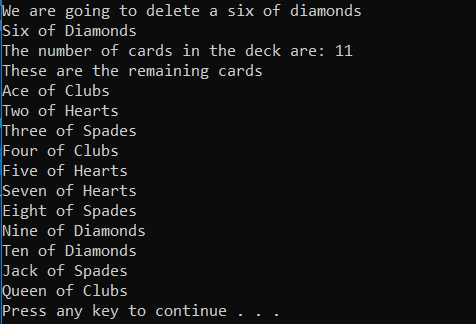 We are going to delete a six of diamonds
Six of Diamonds
The number of cards in the deck are: 11
These are the remaining cards
Ace of Clubs
Two of Hearts
Three of Spades
Four of Clubs
Five of Hearts
Seven of Hearts
Eight of Spades
Nine of Diamonds
Ten of Diamonds
Jack of Spades
Queen of Clubs
Press any key to continue . . .